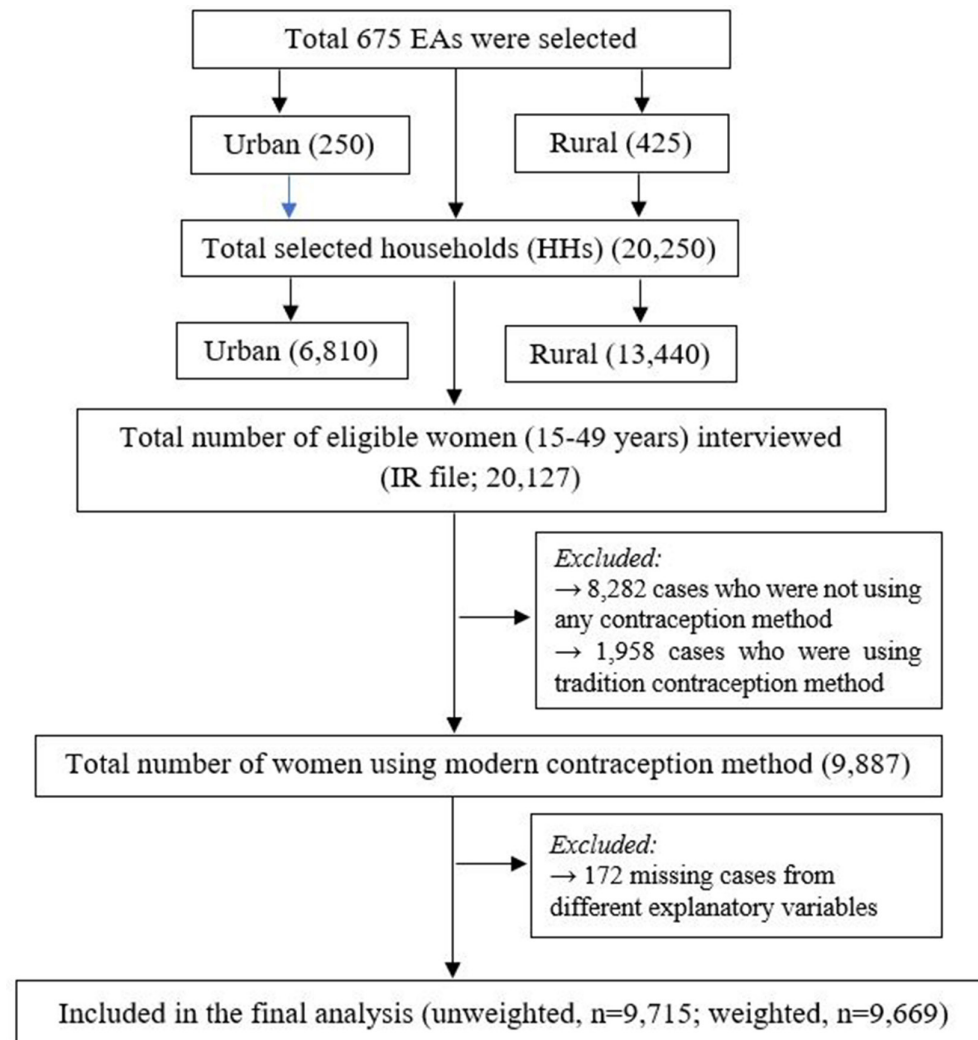 Total 675 EAs were selected
Urban (250)
Rural (425)
Total selected households (HHs) (20,250)
Urban (6,810)
Rural (13,440)
Total number of eligible women (15-49 years) interviewed
(IR file; 20,127)
Excluded:
→ 8,282 cases who were not using
any contraception method
→ 1,958 cases who were using
tradition contraception method
Total number of women using modern contraception method (9,887)
Excluded:
→ 172 missing cases from
different explanatory variables
Included in the final analysis (unweighted, n=9,715; weighted, n=9,669)